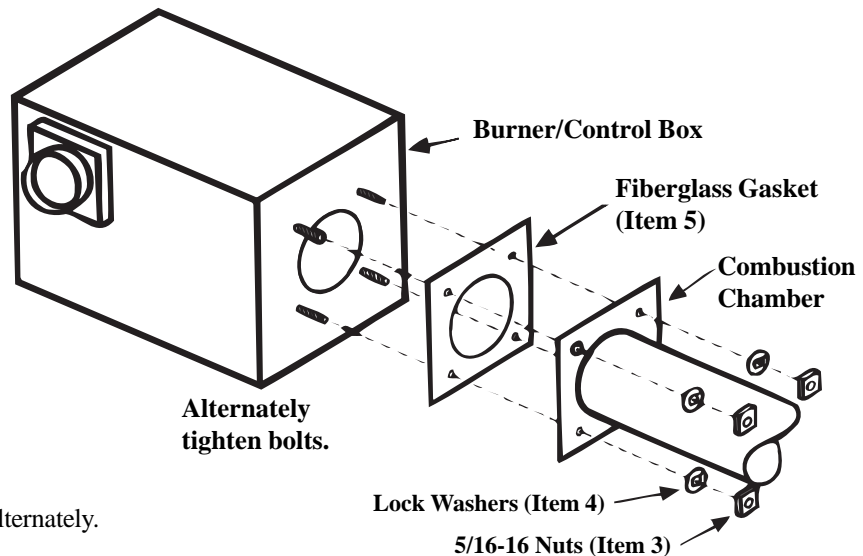 Burner/Control Box
Fiberglass Gasket
(Item 5)
Combustion
Chamber
Alternately
tighten bolts.
Lock Washers (Item 4)
lternately.
5/16-16 Nuts (Item 3)